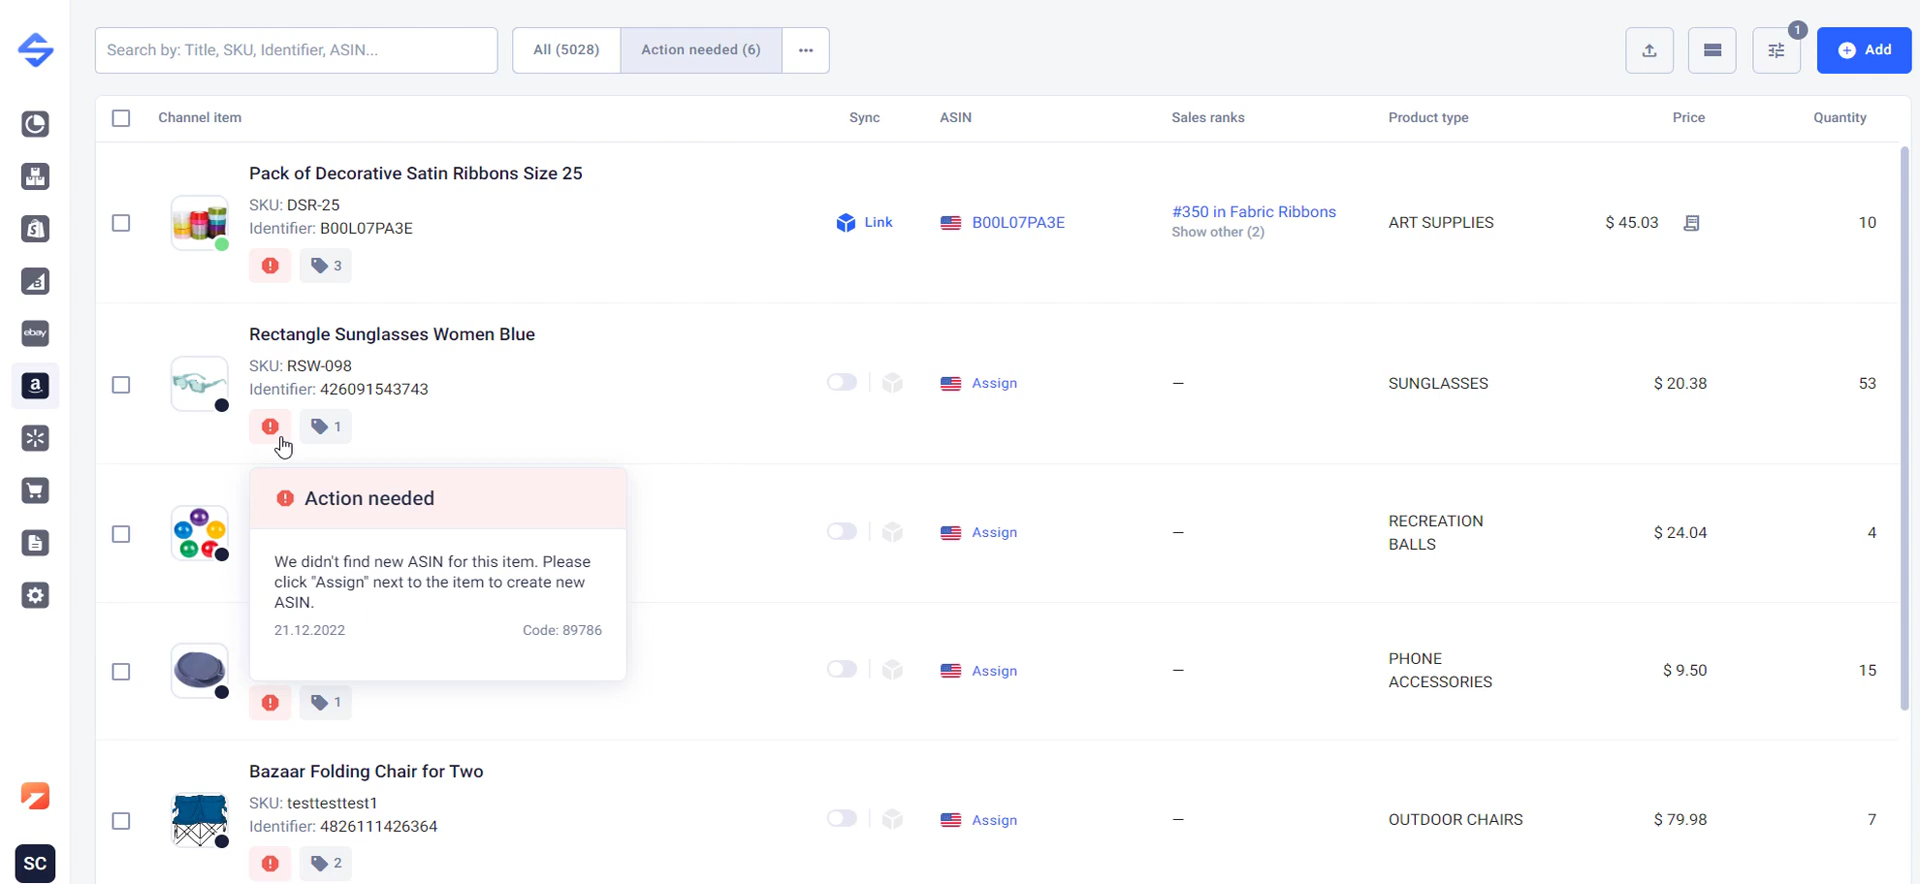 Search by: Title, SKU, Identifier, ASIN...
All (5028)
Action needed (6)
1
Add
Channel item
Sync
ASIN
Sales ranks
Product type
Price
Quantity
Pack of Decorative Satin Ribbons Size 25
SKU: DSR-25
Identifier: B00L07PA3E
3
Link
B00L07PA3E
#350 in Fabric Ribbons
Show other (2)
ART SUPPLIES
$ 45.03
10
Rectangle Sunglasses Women Blue
SKU: RSW-098
Identifier: 426091543743
1
Assign
–
SUNGLASSES
$ 20.38
53
Action needed
We didn't find new ASIN for this item. Please
click "Assign" next to the item to create new
ASIN.
21.12.2022
Code: 89786
Assign
–
RECREATION
BALLS
$ 24.04
4
1
Assign
–
PHONE
ACCESSORIES
$ 9.50
15
Bazaar Folding Chair for Two
SKU: testtesttest1
Identifier: 4826111426364
2
Assign
–
OUTDOOR CHAIRS
$ 79.98
7
ebay
a
SC